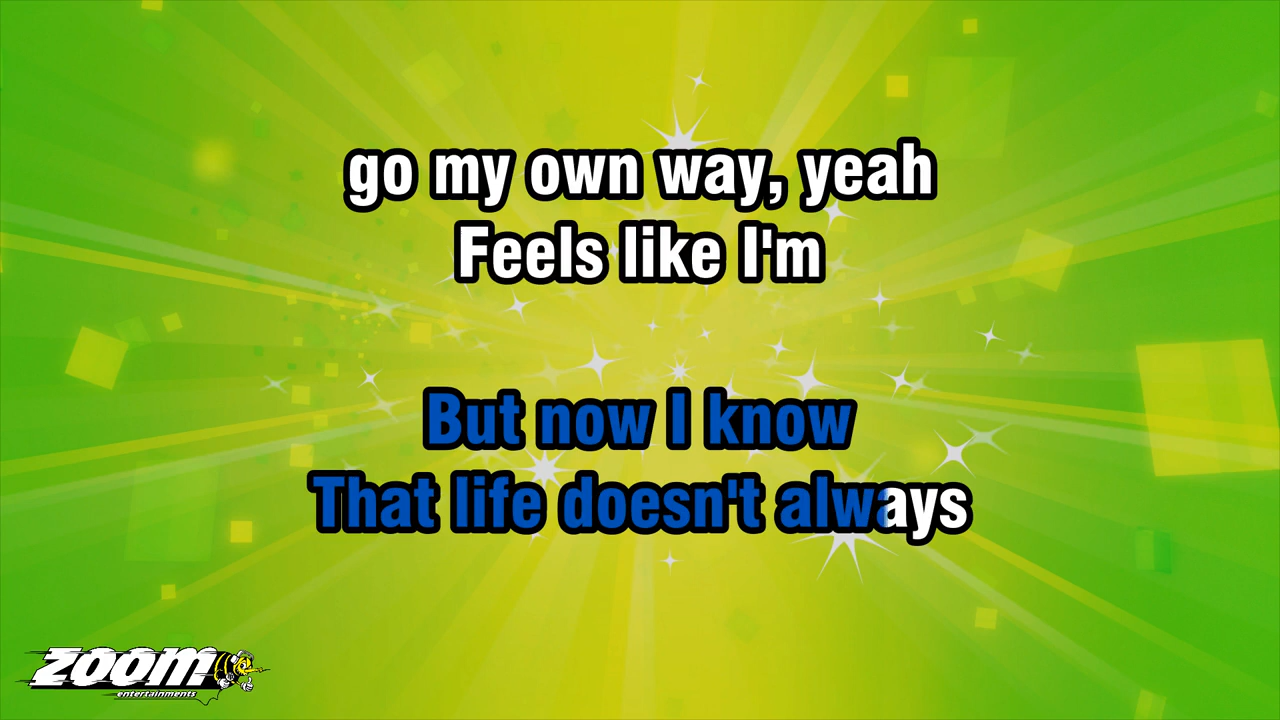 go my own way, yeah
Feels like I'm
But now I know
That life doesn't always
zoom
entertainments